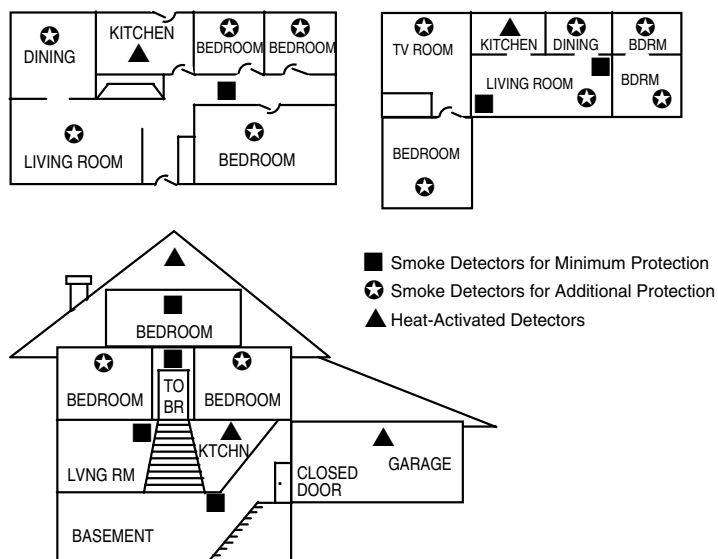 DINING
KITCHEN
BEDROOM
BEDROOM
LIVING ROOM
BEDROOM
TV ROOM
KITCHEN
DINING
BDRM
LIVING ROOM
BDRM
BEDROOM
Smoke Detectors for Minimum Protection
Smoke Detectors for Additional Protection
Heat-Activated Detectors
BEDROOM
BEDROOM
TO
BR
BEDROOM
LVNG RM
KTCHN
CLOSED
DOOR
GARAGE
BASEMENT